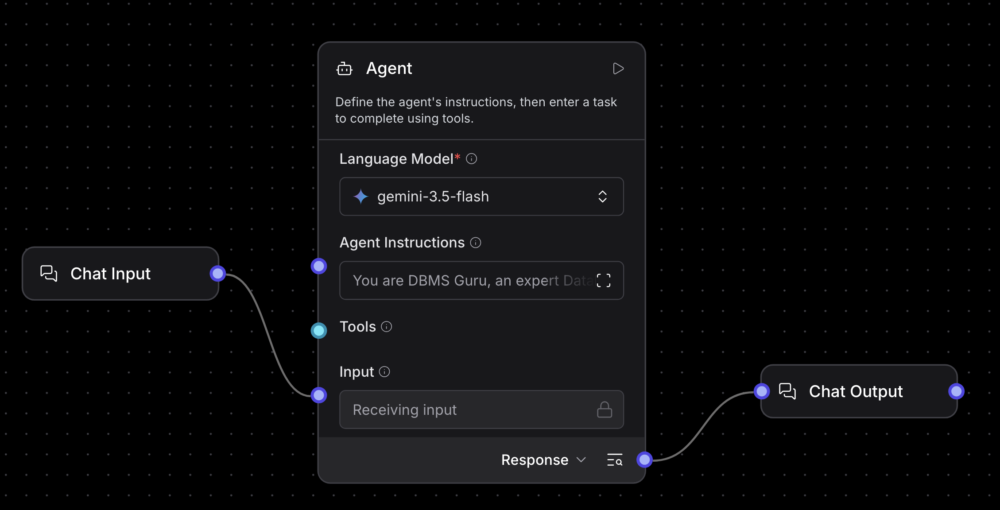 Agent
Define the agent's instructions, then enter a task
to complete using tools.
Language Model*
gemini-3.5-flash
Agent Instructions
You are DBMS Guru, an expert Data
Chat Input
Tools
Input
Receiving input
Chat Output
Response